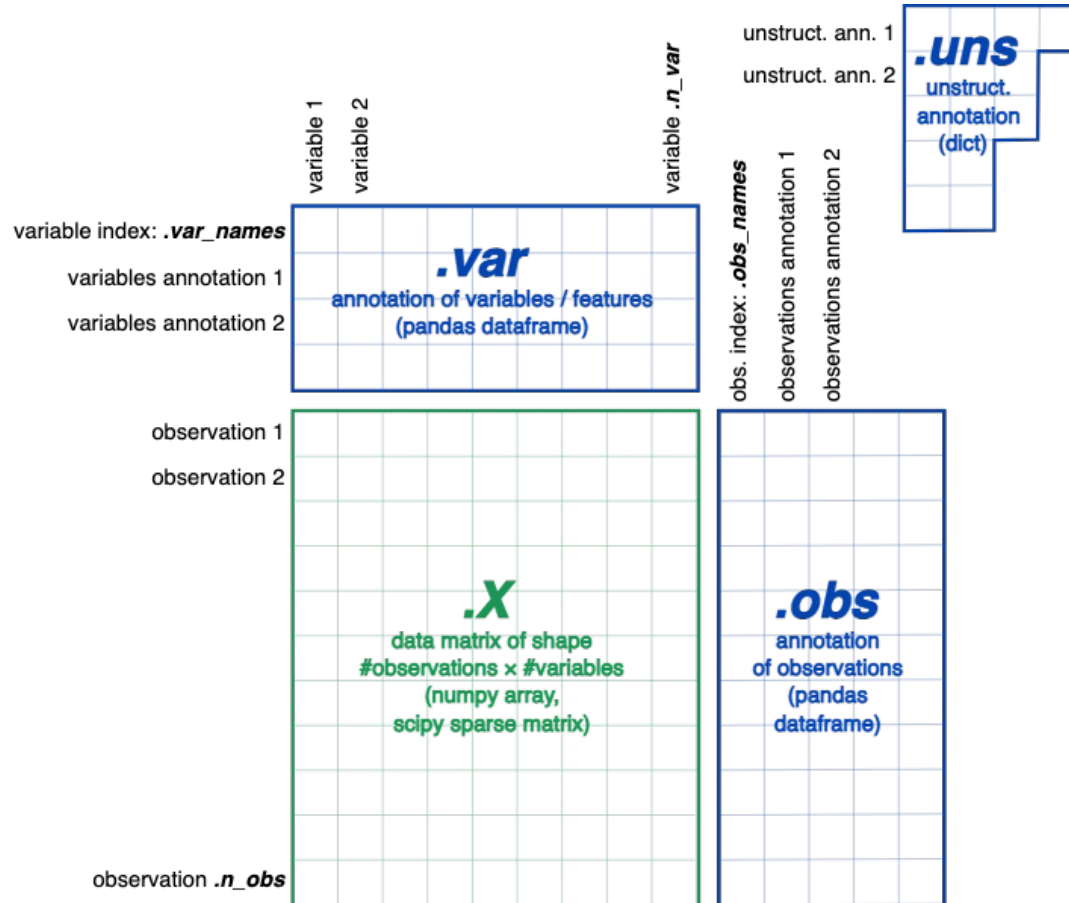 unstruct. ann. 1
unstruct. ann. 2
.uns
unstruct.
annotation
(dict)
variable 1
variable 2
variable .n_var
obs. index: .obs_names
observations annotation 1
observations annotation 2
variable index: .var_names
variables annotation 1
variables annotation 2
.var
annotation of variables / features
(pandas dataframe)
observation 1
observation 2
observation .n_obs
.X
data matrix of shape
#observations × #variables
(numpy array,
scipy sparse matrix)
.obs
annotation
of observations
(pandas
dataframe)